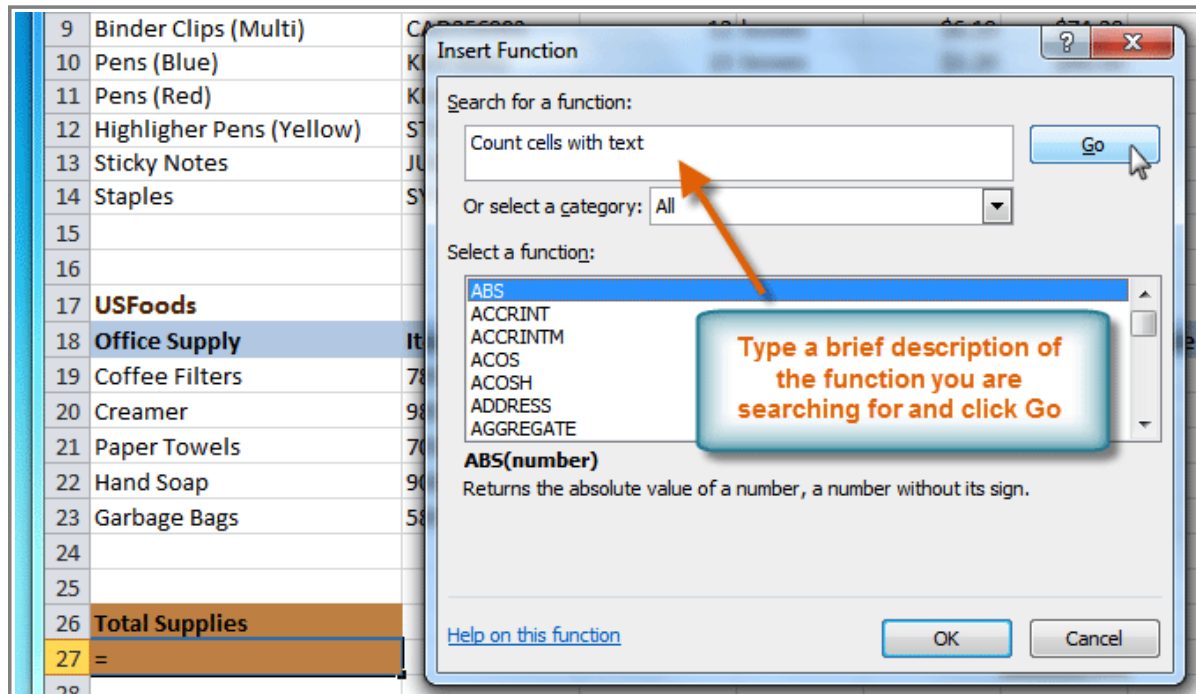 9 Binder Clips (Multi)
10 Pens (Blue)
11 Pens (Red)
12 Highligher Pens (Yellow)
13 Sticky Notes
14 Staples
15
16
17 USFoods
18 Office Supply
19 Coffee Filters
20 Creamer
21 Paper Towels
22 Hand Soap
23 Garbage Bags
24
25
26 Total Supplies
27 =
28
Insert Function
Search for a function:
Count cells with text
Go
Or select a category: All
Select a function:
ABS
ACCRINT
ACCRINTM
ACOS
ACOSH
ADDRESS
AGGREGATE
Type a brief description of
the function you are
searching for and click Go
ABS(number)
Returns the absolute value of a number, a number without its sign.
Help on this function
OK
Cancel